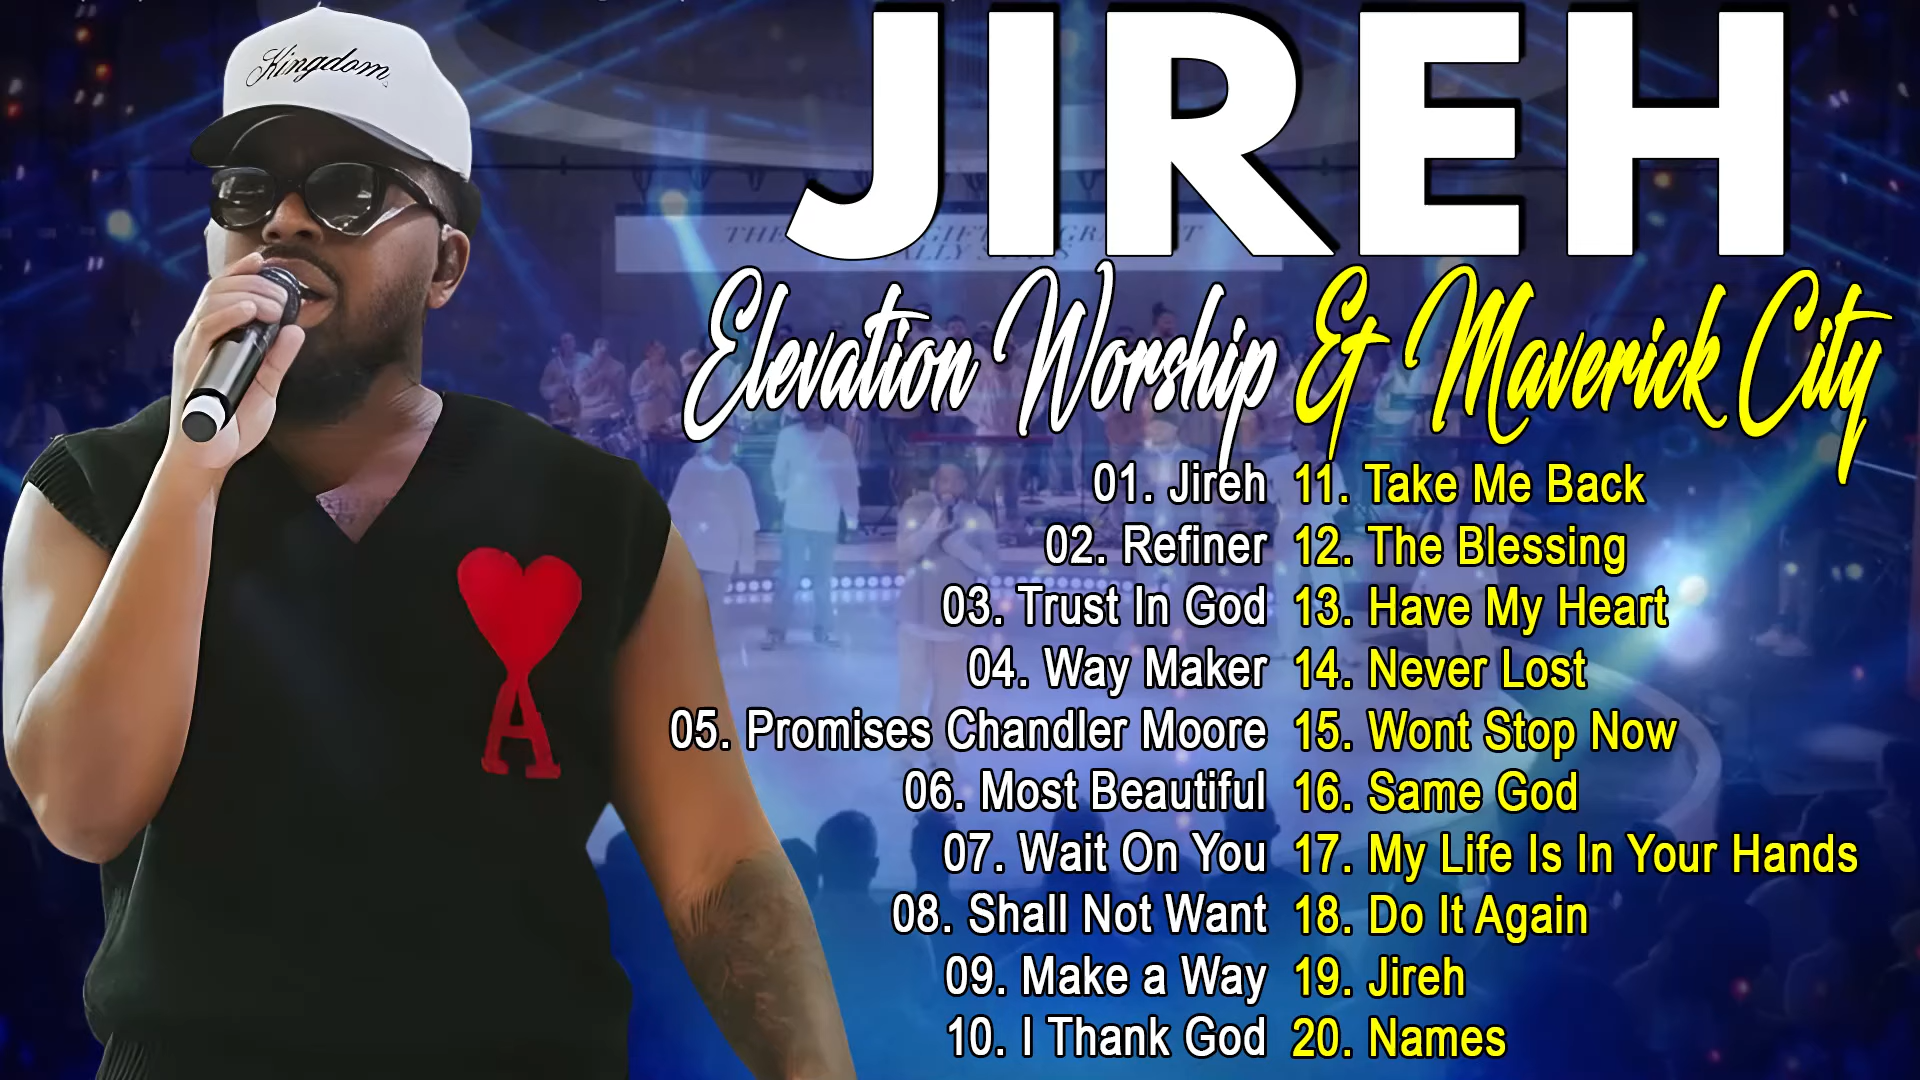 Kingdom
JIREH
Elevation Worship & Maverick City
01. Jireh
02. Refiner
03. Trust In God
04. Way Maker
05. Promises Chandler Moore
06. Most Beautiful
07. Wait On You
08. Shall Not Want
09. Make a Way
10. I Thank God
11. Take Me Back
12. The Blessing
13. Have My Heart
14. Never Lost
15. Wont Stop Now
16. Same God
17. My Life Is In Your Hands
18. Do It Again
19. Jireh
20. Names
A